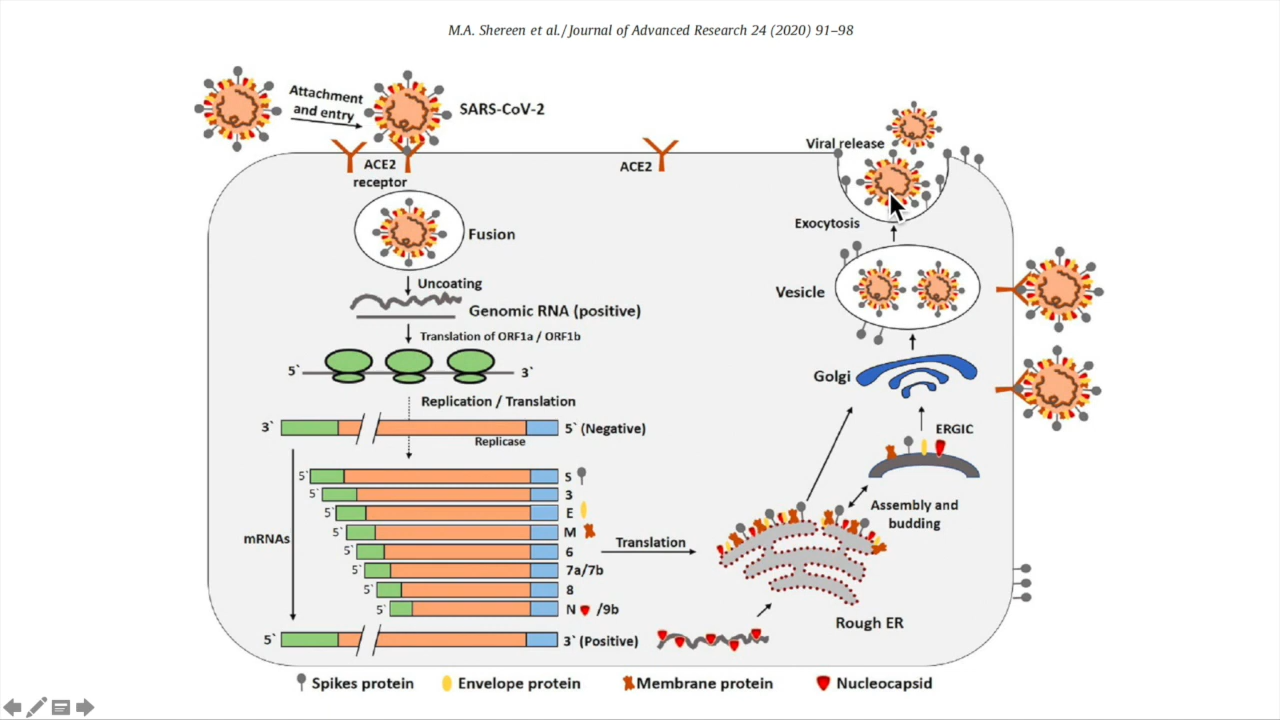 M.A. Shereen et al./Journal of Advanced Research 24 (2020) 91–98
Attachment
and entry
SARS-CoV-2
ACE2
receptor
ACE2
Viral release
Exocytosis
Fusion
Uncoating
Genomic RNA (positive)
Translation of ORF1a / ORF1b
5` 3`
Replication / Translation
3` 5` (Negative)
Replicase
mRNAs
5` S
5` 3
5` E
5` M
5` 6
5` 7a/7b
5` 8
5` N /9b
5` 3` (Positive)
Translation
Vesicle
Golgi
ERGIC
Assembly and
budding
Rough ER
Spikes protein Envelope protein Membrane protein Nucleocapsid